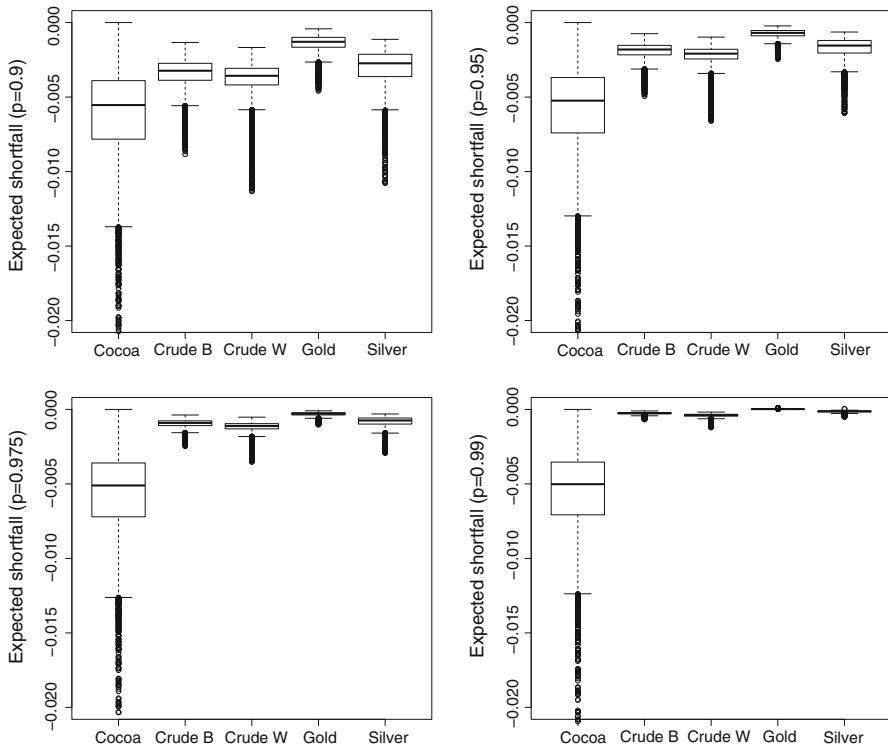 Expected shortfall (p=0.9)
0.000
−0.005
−0.010
−0.015
−0.020
Cocoa Crude B Crude W Gold Silver
Expected shortfall (p=0.95)
0.000
−0.005
−0.010
−0.015
−0.020
Cocoa Crude B Crude W Gold Silver
Expected shortfall (p=0.975)
0.000
−0.005
−0.010
−0.015
−0.020
Cocoa Crude B Crude W Gold Silver
Expected shortfall (p=0.99)
0.000
−0.005
−0.010
−0.015
−0.020
Cocoa Crude B Crude W Gold Silver